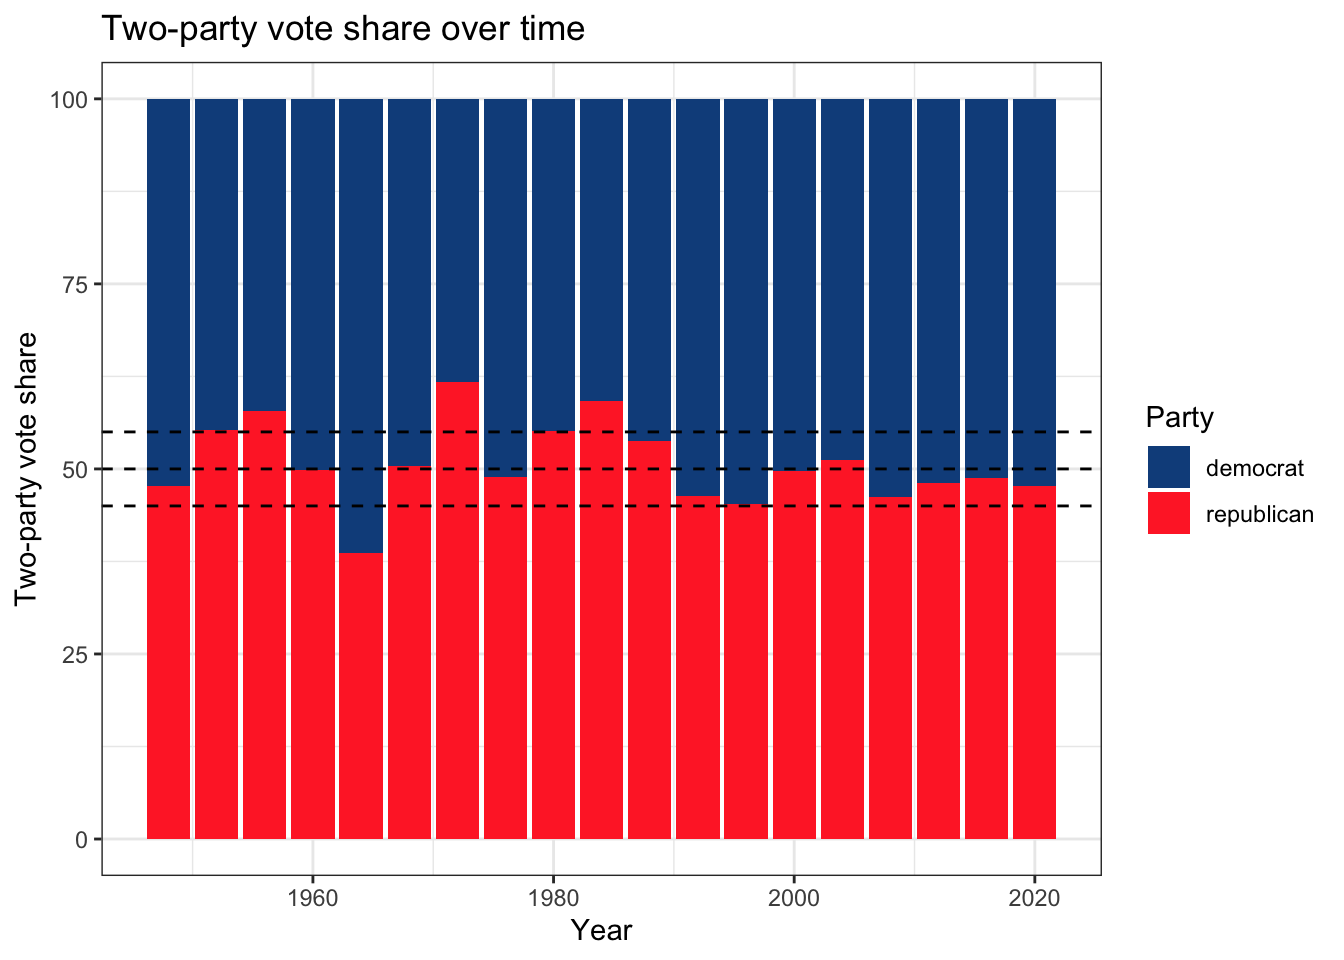 Two-party vote share over time
Two-party vote share
100
75
50
25
0
1960
1980
2000
2020
Year
Party
democrat
republican